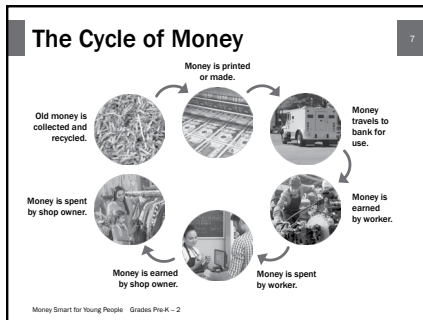 The Cycle of Money
7
Money is printed
or made.
Money
travels to
bank for
use.
Money is
earned
by worker.
Money is spent
by worker.
Money is earned
by shop owner.
Money is spent
by shop owner.
Old money is
collected and
recycled.
Money Smart for Young People Grades Pre-K – 2